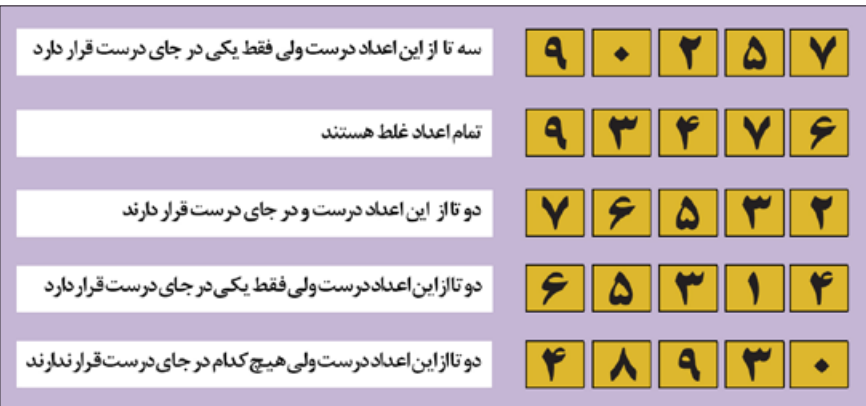 سه تا از این اعداد درست ولی فقط یکی در جای درست قرار دارد
۹ ۰ ۲ ۵ ۷
تمام اعداد غلط هستند
۹ ۳ ۴ ۷ ۶
دو تا از این اعداد درست و در جای درست قرار دارند
۷ ۶ ۵ ۳ ۲
دو تا از این اعداد درست ولی فقط یکی در جای درست قرار دارد
۶ ۵ ۳ ۱ ۴
دو تا از این اعداد درست ولی هیچ کدام در جای درست قرار ندارند
۴ ۸ ۹ ۳ ۰